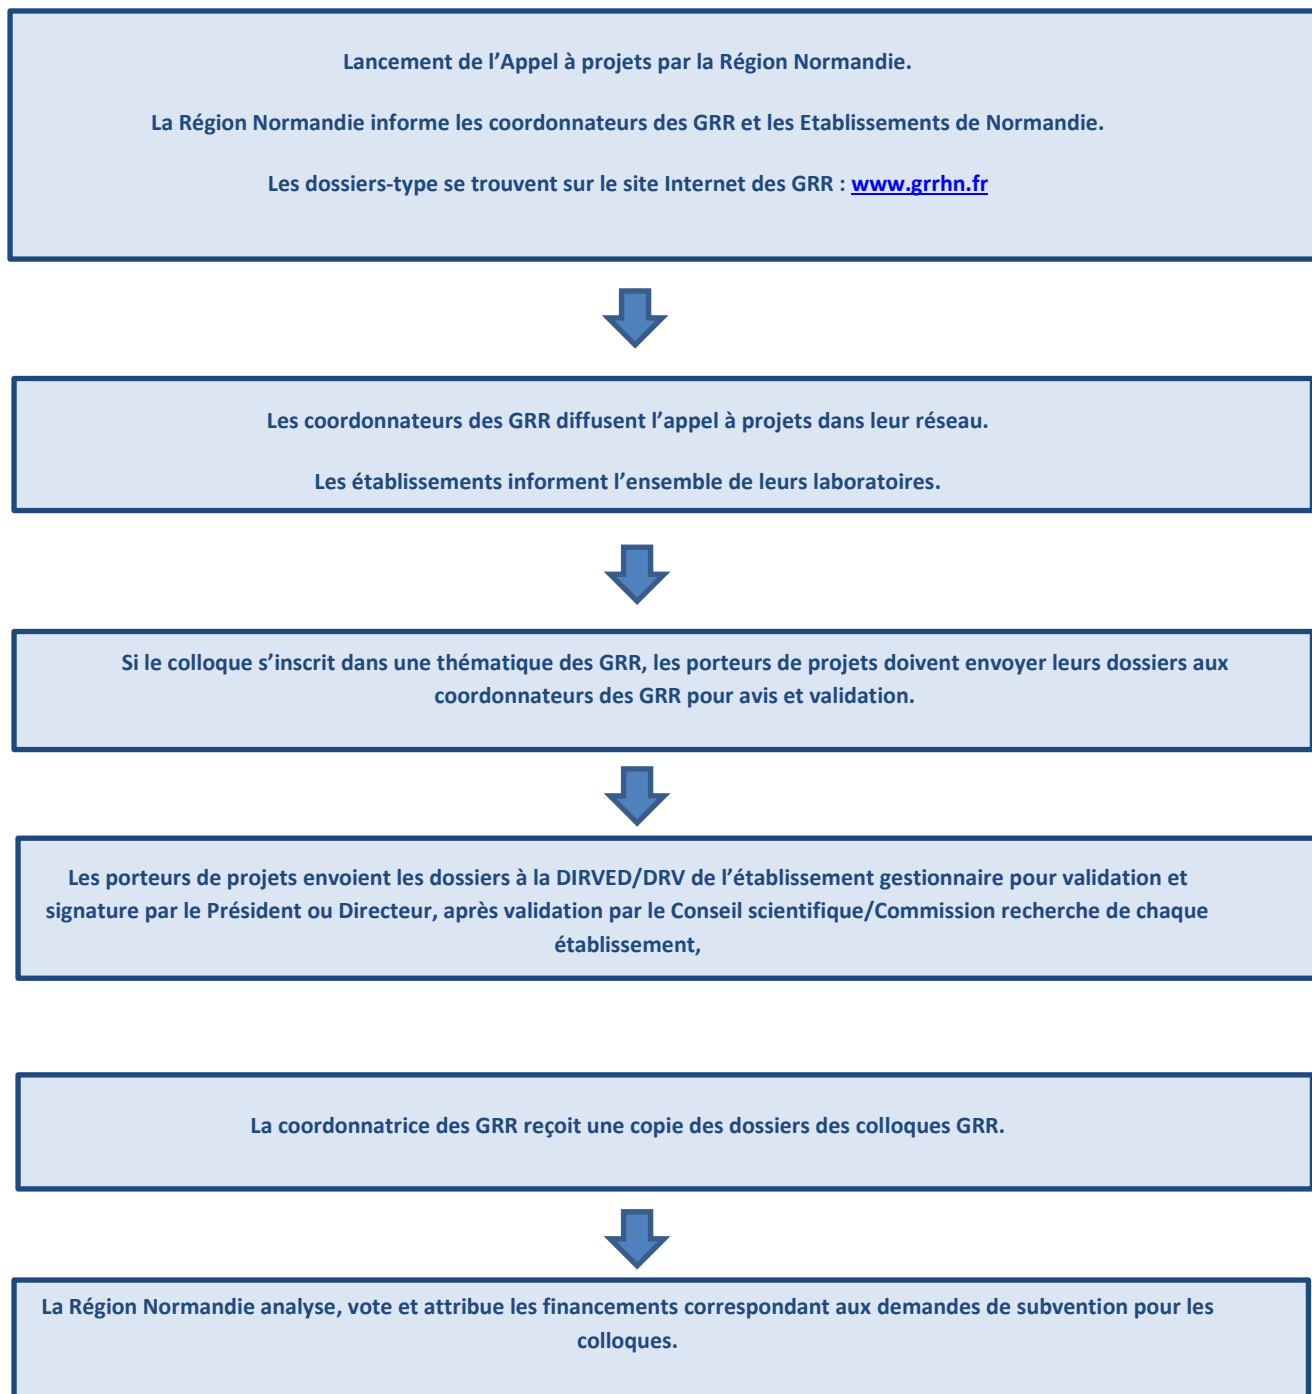 Lancement de l’Appel à projets par la Région Normandie.
La Région Normandie informe les coordonnateurs des GRR et les Etablissements de Normandie.
Les dossiers-type se trouvent sur le site Internet des GRR : www.grrhn.fr
Les coordonnateurs des GRR diffusent l’appel à projets dans leur réseau.
Les établissements informent l’ensemble de leurs laboratoires.
Si le colloque s’inscrit dans une thématique des GRR, les porteurs de projets doivent envoyer leurs dossiers aux
coordonnateurs des GRR pour avis et validation.
Les porteurs de projets envoient les dossiers à la DIRVED/DRV de l’établissement gestionnaire pour validation et
signature par le Président ou Directeur, après validation par le Conseil scientifique/Commission recherche de chaque
établissement,
La coordonnatrice des GRR reçoit une copie des dossiers des colloques GRR.
La Région Normandie analyse, vote et attribue les financements correspondant aux demandes de subvention pour les
colloques.